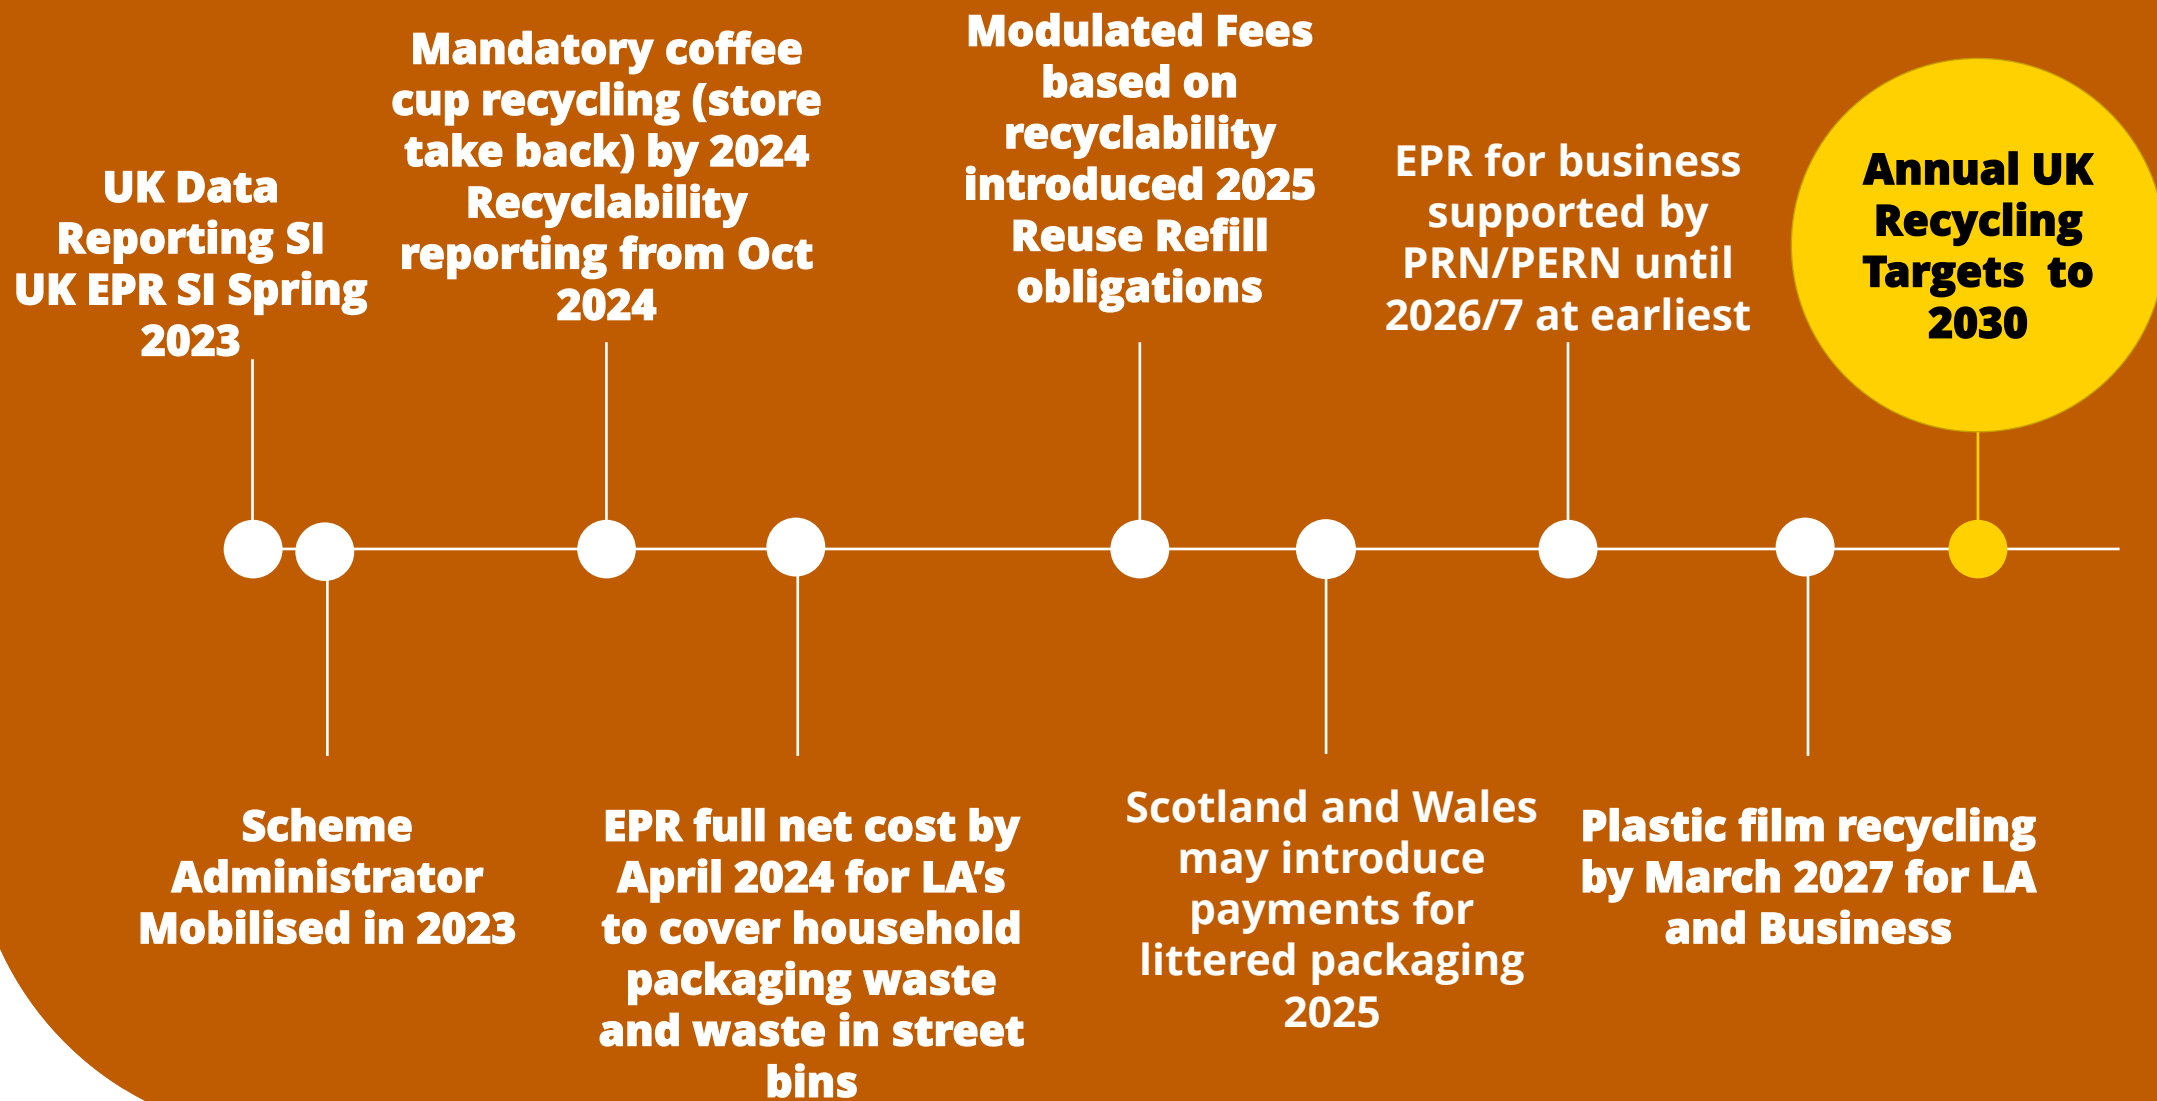 UK Data
Reporting SI
UK EPR SI Spring
2023
Mandatory coffee
cup recycling (store
take back) by 2024
Recyclability
reporting from Oct
2024
Modulated Fees
based on
recyclability
introduced 2025
Reuse Refill
obligations
EPR for business
supported by
PRN/PERN until
2026/7 at earliest
Annual UK
Recycling
Targets  to
2030
Scheme
Administrator
Mobilised in 2023
EPR full net cost by
April 2024 for LA’s
to cover household
packaging waste
and waste in street
bins
Scotland and Wales
may introduce
payments for
littered packaging
2025
Plastic film recycling
by March 2027 for LA
and Business